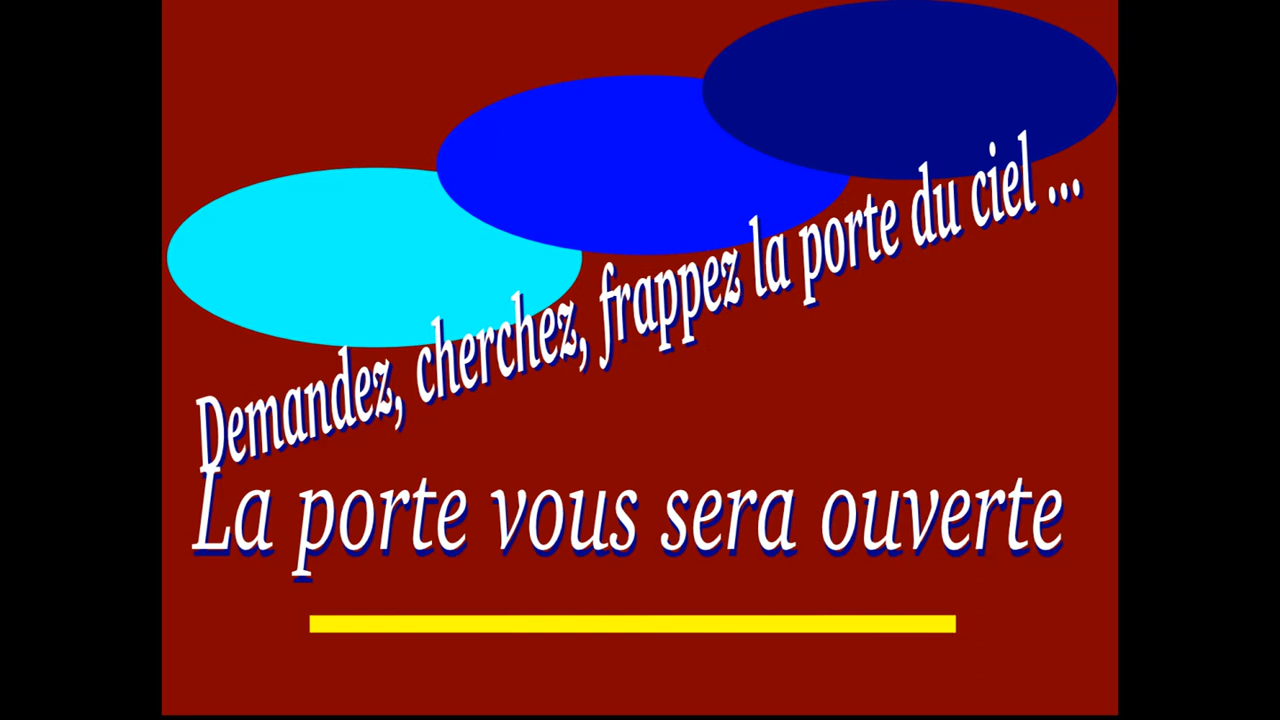 Demandez, cherchez, frappez la porte du ciel ...
La porte vous sera ouverte